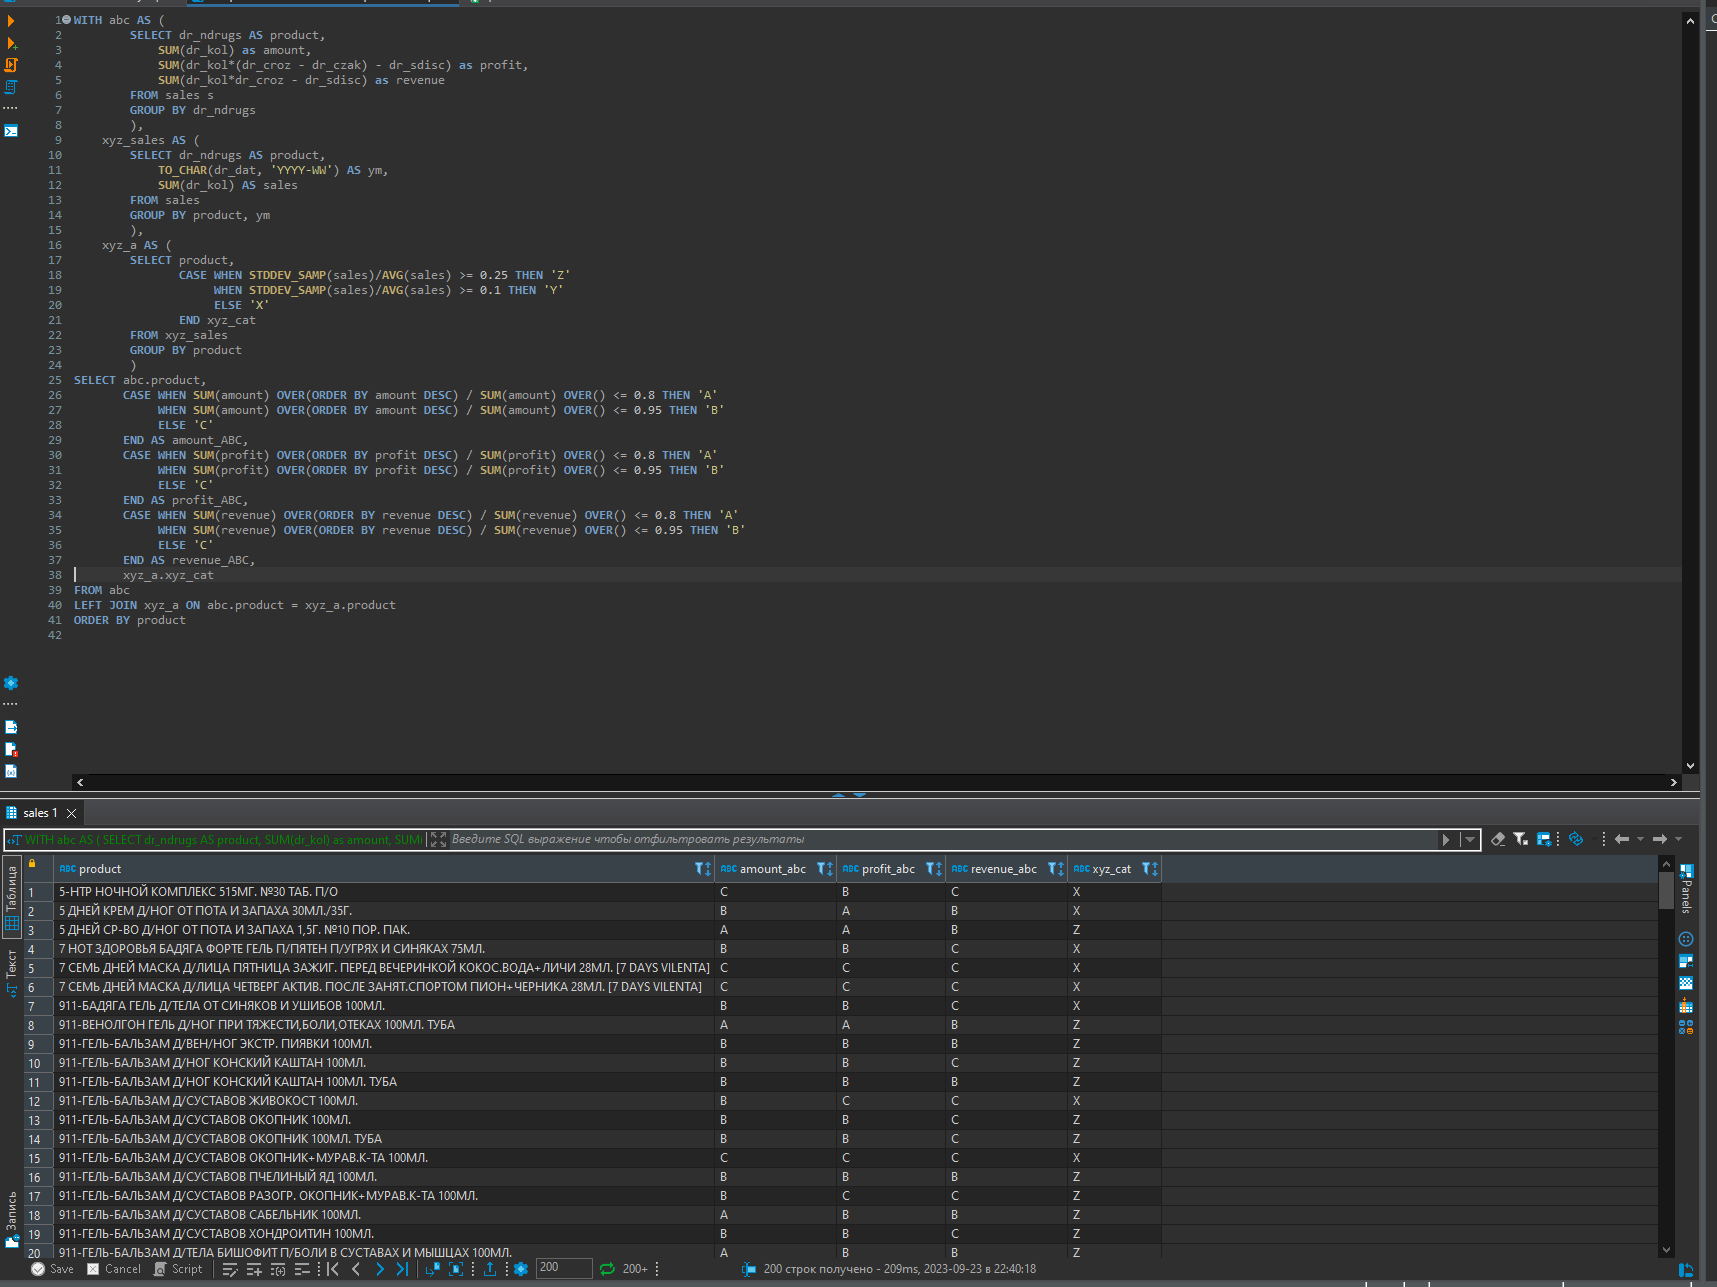 1 WITH abc AS (
2 SELECT dr_ndrugs AS product,
3 SUM(dr_kol) as amount,
4 SUM(dr_kol*(dr_croz - dr_czak) - dr_sdisc) as profit,
5 SUM(dr_kol*dr_croz - dr_sdisc) as revenue
6 FROM sales s
7 GROUP BY dr_ndrugs
8 ),
9 xyz_sales AS (
10 SELECT dr_ndrugs AS product,
11 TO_CHAR(dr_dat, 'YYYY-WW') AS ym,
12 SUM(dr_kol) AS sales
13 FROM sales
14 GROUP BY product, ym
15 ),
16 xyz_a AS (
17 SELECT product,
18 CASE WHEN STDDEV_SAMP(sales)/AVG(sales) >= 0.25 THEN 'Z'
19 WHEN STDDEV_SAMP(sales)/AVG(sales) >= 0.1 THEN 'Y'
20 ELSE 'X'
21 END xyz_cat
22 FROM xyz_sales
23 GROUP BY product
24 )
25 SELECT abc.product,
26 CASE WHEN SUM(amount) OVER(ORDER BY amount DESC) / SUM(amount) OVER() <= 0.8 THEN 'A'
27 WHEN SUM(amount) OVER(ORDER BY amount DESC) / SUM(amount) OVER() <= 0.95 THEN 'B'
28 ELSE 'C'
29 END AS amount_ABC,
30 CASE WHEN SUM(profit) OVER(ORDER BY profit DESC) / SUM(profit) OVER() <= 0.8 THEN 'A'
31 WHEN SUM(profit) OVER(ORDER BY profit DESC) / SUM(profit) OVER() <= 0.95 THEN 'B'
32 ELSE 'C'
33 END AS profit_ABC,
34 CASE WHEN SUM(revenue) OVER(ORDER BY revenue DESC) / SUM(revenue) OVER() <= 0.8 THEN 'A'
35 WHEN SUM(revenue) OVER(ORDER BY revenue DESC) / SUM(revenue) OVER() <= 0.95 THEN 'B'
36 ELSE 'C'
37 END AS revenue_ABC,
38 xyz_a.xyz_cat
39 FROM abc
40 LEFT JOIN xyz_a ON abc.product = xyz_a.product
41 ORDER BY product
42
sales 1
WITH abc AS ( SELECT dr_ndrugs AS product, SUM(dr_kol) as amount, SUM( Введите SQL выражение чтобы отфильтровать результаты
Таблица
Текст
Запись
Panels
ABC product ABC amount_abc ABC profit_abc ABC revenue_abc ABC xyz_cat
1 5-HTP НОЧНОЙ КОМПЛЕКС 515МГ. №30 ТАБ. П/О C B C X
2 5 ДНЕЙ КРЕМ Д/НОГ ОТ ПОТА И ЗАПАХА 30МЛ./35Г. B A B X
3 5 ДНЕЙ СР-ВО Д/НОГ ОТ ПОТА И ЗАПАХА 1,5Г. №10 ПОР. ПАК. A A B Z
4 7 НОТ ЗДОРОВЬЯ БАДЯГА ФОРТЕ ГЕЛЬ П/ПЯТЕН П/УГРЯХ И СИНЯКАХ 75МЛ. B B C X
5 7 СЕМЬ ДНЕЙ МАСКА Д/ЛИЦА ПЯТНИЦА ЗАЖИГ. ПЕРЕД ВЕЧЕРИНКОЙ КОКОС.ВОДА+ЛИЧИ 28МЛ. [7 DAYS VILENTA] C C C X
6 7 СЕМЬ ДНЕЙ МАСКА Д/ЛИЦА ЧЕТВЕРГ АКТИВ. ПОСЛЕ ЗАНЯТ.СПОРТОМ ПИОН+ЧЕРНИКА 28МЛ. [7 DAYS VILENTA] C C C X
7 911-БАДЯГА ГЕЛЬ Д/ТЕЛА ОТ СИНЯКОВ И УШИБОВ 100МЛ. B B C X
8 911-ВЕНОЛГОН ГЕЛЬ Д/НОГ ПРИ ТЯЖЕСТИ,БОЛИ,ОТЕКАХ 100МЛ. ТУБА A A B Z
9 911-ГЕЛЬ-БАЛЬЗАМ Д/ВЕН/НОГ ЭКСТР. ПИЯВКИ 100МЛ. B B B Z
10 911-ГЕЛЬ-БАЛЬЗАМ Д/НОГ КОНСКИЙ КАШТАН 100МЛ. B B C Z
11 911-ГЕЛЬ-БАЛЬЗАМ Д/НОГ КОНСКИЙ КАШТАН 100МЛ. ТУБА B B B Z
12 911-ГЕЛЬ-БАЛЬЗАМ Д/СУСТАВОВ ЖИВОКОСТ 100МЛ. B C C X
13 911-ГЕЛЬ-БАЛЬЗАМ Д/СУСТАВОВ ОКОПНИК 100МЛ. B B C Z
14 911-ГЕЛЬ-БАЛЬЗАМ Д/СУСТАВОВ ОКОПНИК 100МЛ. ТУБА B B C Z
15 911-ГЕЛЬ-БАЛЬЗАМ Д/СУСТАВОВ ОКОПНИК+МУРАВ.К-ТА 100МЛ. C C C X
16 911-ГЕЛЬ-БАЛЬЗАМ Д/СУСТАВОВ ПЧЕЛИНЫЙ ЯД 100МЛ. B B B Z
17 911-ГЕЛЬ-БАЛЬЗАМ Д/СУСТАВОВ РАЗОГР. ОКОПНИК+МУРАВ.К-ТА 100МЛ. B C C Z
18 911-ГЕЛЬ-БАЛЬЗАМ Д/СУСТАВОВ САБЕЛЬНИК 100МЛ. A B B Z
19 911-ГЕЛЬ-БАЛЬЗАМ Д/СУСТАВОВ ХОНДРОИТИН 100МЛ. B B C Z
20 911-ГЕЛЬ-БАЛЬЗАМ Д/ТЕЛА БИШОФИТ П/БОЛИ В СУСТАВАХ И МЫШЦАХ 100МЛ. A B B Z
Save Cancel Script 200 200+ 200 строк получено - 209ms, 2023-09-23 в 22:40:18